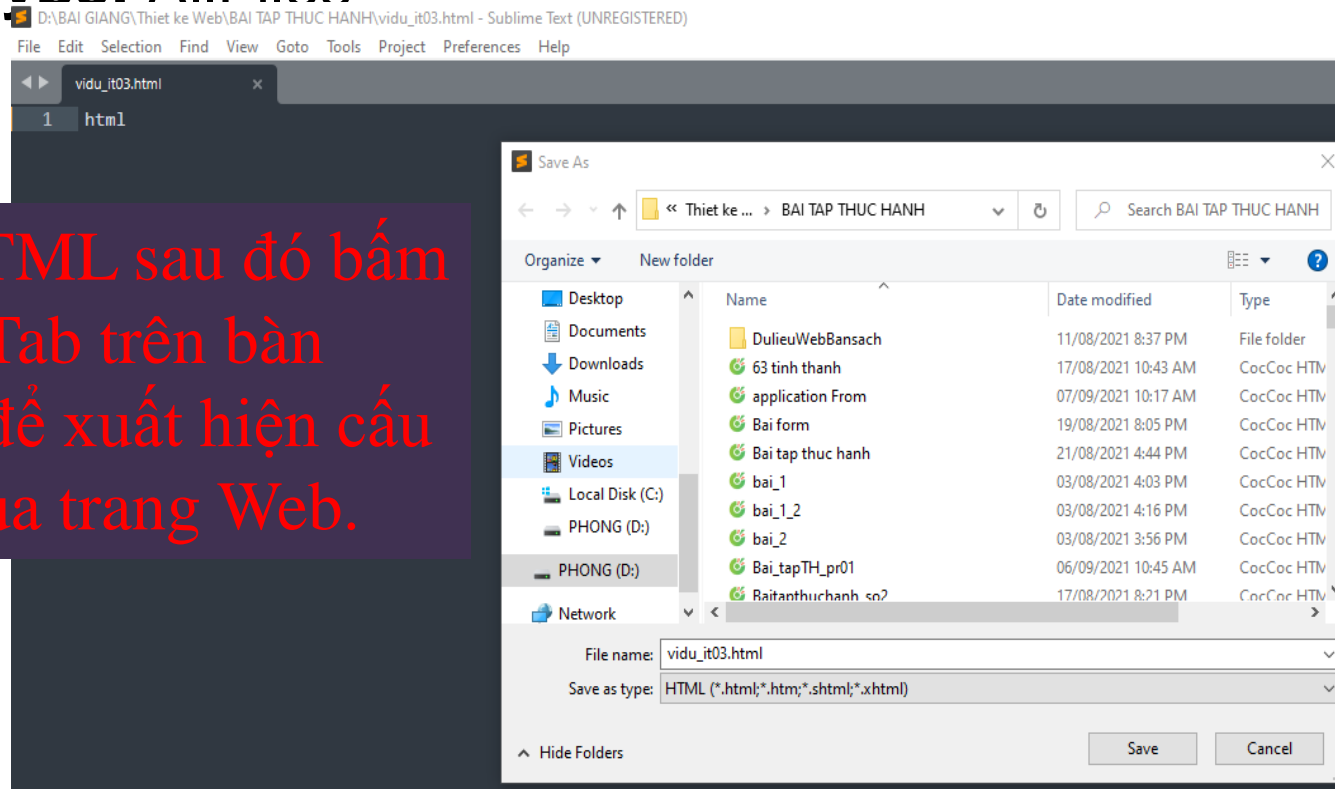 D:\BAI GIANG\Thiet ke Web\BAI TAP THUC HANH\vidu_it03.html - Sublime Text (UNREGISTERED)
File Edit Selection Find View Goto Tools Project Preferences Help
vidu_it03.html ×
1 html
TML sau đó bấm
Tab trên bàn
để xuất hiện cấu
trang Web.
Save As
« Thiet ke ... › BAI TAP THUC HANH
Search BAI TAP THUC HANH
Organize New folder
Desktop
Documents
Downloads
Music
Pictures
Videos
Local Disk (C:)
PHONG (D:)
PHONG (D:)
Network
Name Date modified Type
DulieuWebBansach 11/08/2021 8:37 PM File folder
63 tinh thanh 17/08/2021 10:43 AM CocCoc HTM
application From 07/09/2021 10:17 AM CocCoc HTM
Bai form 19/08/2021 8:05 PM CocCoc HTM
Bai tap thuc hanh 21/08/2021 4:44 PM CocCoc HTM
bai_1 03/08/2021 4:03 PM CocCoc HTM
bai_1_2 03/08/2021 4:16 PM CocCoc HTM
bai_2 03/08/2021 3:56 PM CocCoc HTM
Bai_tapTH_pr01 06/09/2021 10:45 AM CocCoc HTM
Baitapthuchanh_so2 17/08/2021 8:21 PM CocCoc HTM
File name: vidu_it03.html
Save as type: HTML (*.html;*.htm;*.shtml;*.xhtml)
Hide Folders
Save Cancel